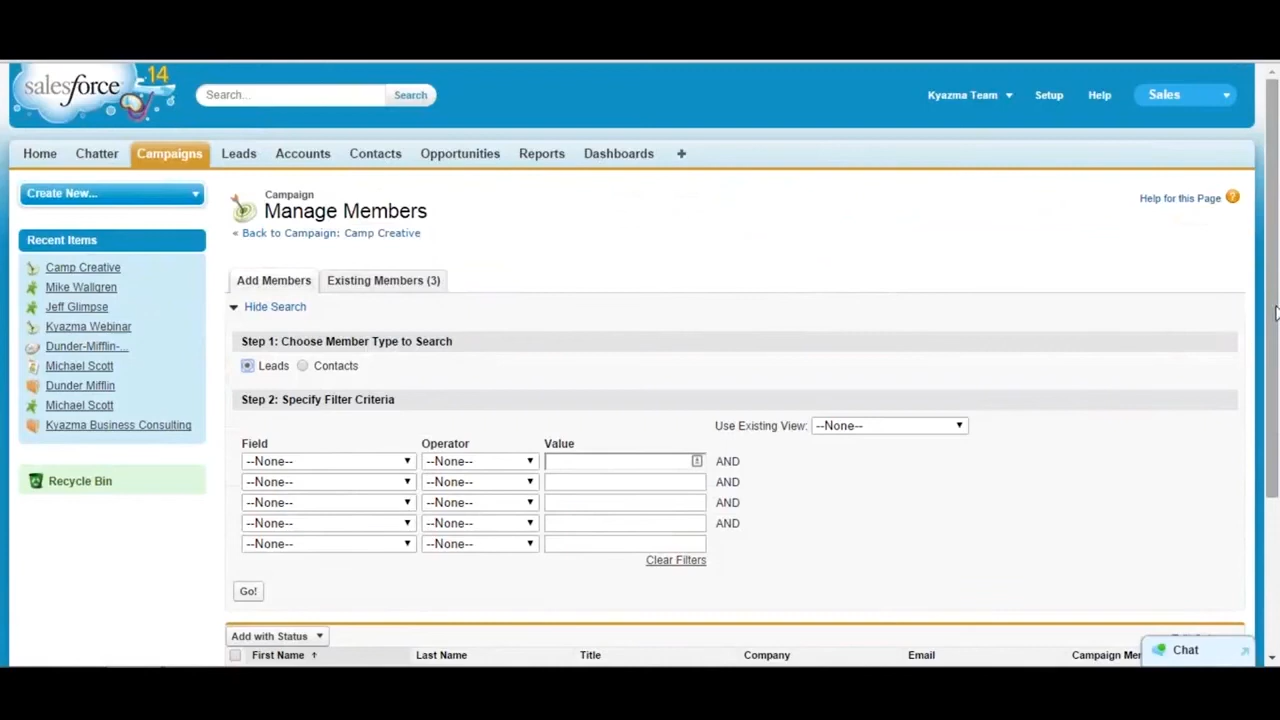 salesforce 14
Search... Search
Kyazma Team Setup Help Sales
Home Chatter Campaigns Leads Accounts Contacts Opportunities Reports Dashboards +
Create New...
Recent Items
Camp Creative
Mike Wallgren
Jeff Glimpse
Kyazma Webinar
Dunder-Mifflin-...
Michael Scott
Dunder Mifflin
Michael Scott
Kyazma Business Consulting
Recycle Bin
Campaign
Manage Members
« Back to Campaign: Camp Creative
Help for this Page ?
Add Members Existing Members (3)
Hide Search
Step 1: Choose Member Type to Search
Leads Contacts
Step 2: Specify Filter Criteria
Use Existing View: --None--
Field Operator Value
--None-- --None-- AND
--None-- --None-- AND
--None-- --None-- AND
--None-- --None-- AND
--None-- --None--
Clear Filters
Go!
Add with Status
First Name Last Name Title Company Email Campaign
Chat